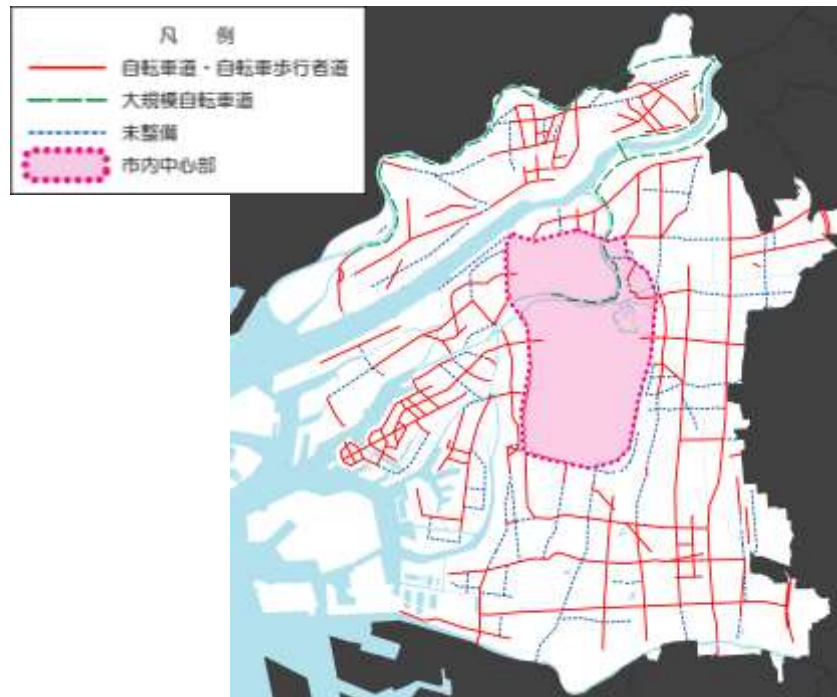 凡　例
自転車道・自転車歩行者道
大規模自転車道
未整備
市内中心部